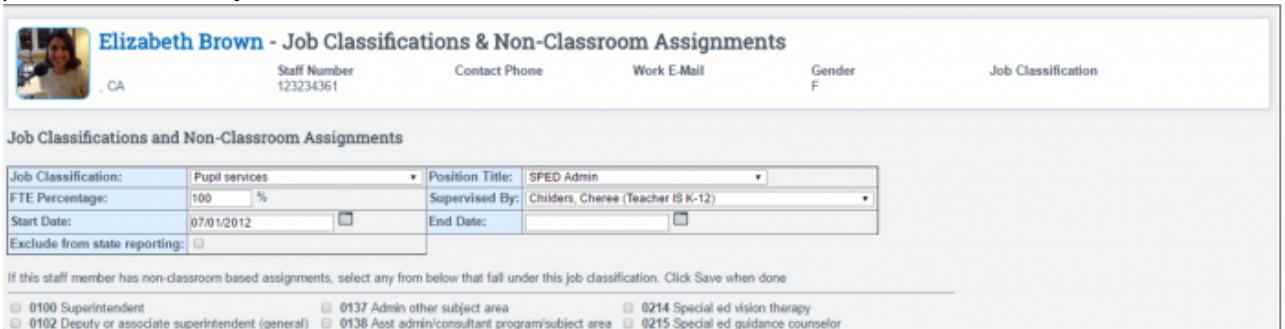 Elizabeth Brown - Job Classifications & Non-Classroom Assignments
Staff Number Contact Phone Work E-Mail Gender Job Classification
, CA 123234361 F
Job Classifications and Non-Classroom Assignments
Job Classification: Pupil services Position Title: SPED Admin
FTE Percentage: 100 % Supervised By: Childers, Cheree (Teacher IS K-12)
Start Date: 07/01/2012 End Date:
Exclude from state reporting:
If this staff member has non-classroom based assignments, select any from below that fall under this job classification. Click Save when done
0100 Superintendent 0137 Admin other subject area 0214 Special ed vision therapy
0102 Deputy or associate superintendent (general) 0138 Asst admin/consultant program/subject area 0215 Special ed guidance counselor